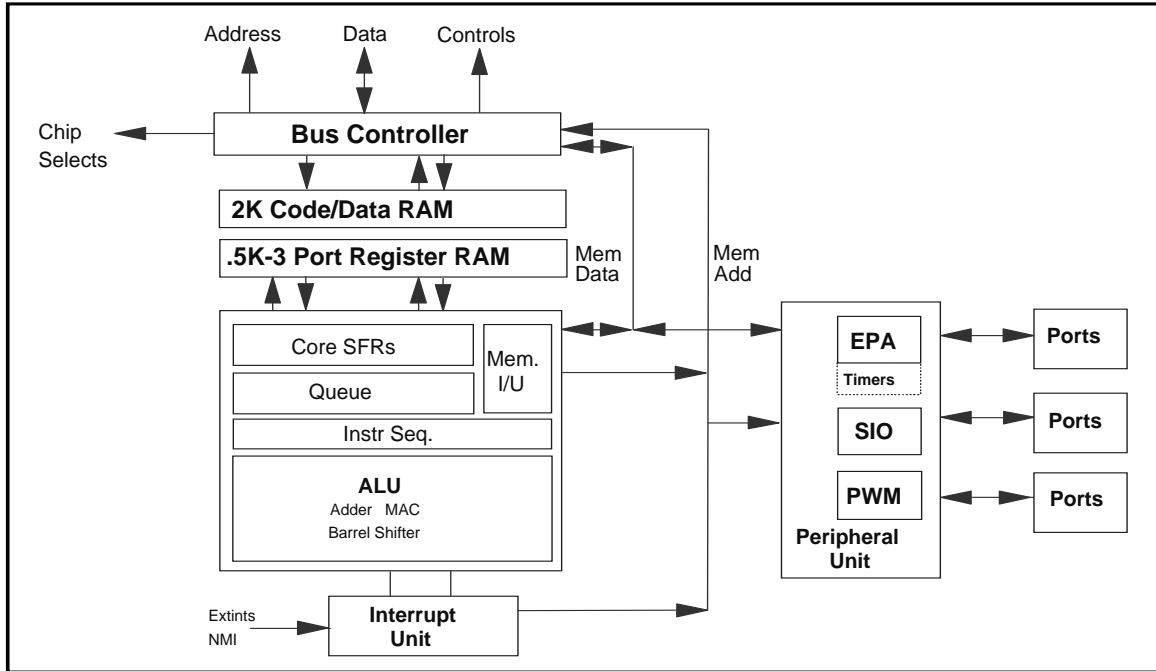 Address
Data
Controls
Chip
Selects
Bus Controller
2K Code/Data RAM
.5K-3 Port Register RAM
Mem
Data
Mem
Add
Core SFRs
Queue
Mem.
I/U
Instr Seq.
ALU
Adder MAC
Barrel Shifter
Extints
NMI
Interrupt
Unit
EPA
Timers
SIO
PWM
Peripheral
Unit
Ports
Ports
Ports